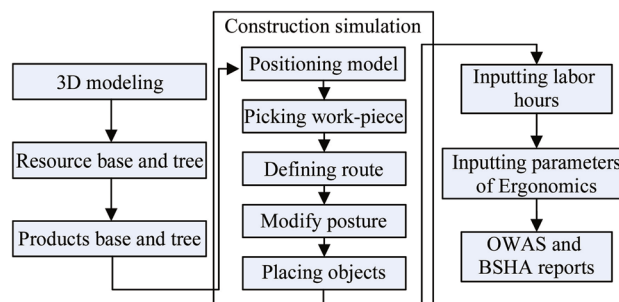 3D modeling
Resource base and tree
Products base and tree
Construction simulation
Positioning model
Picking work-piece
Defining route
Modify posture
Placing objects
Inputting labor
hours
Inputting parameters
of Ergonomics
OWAS and
BSHA reports